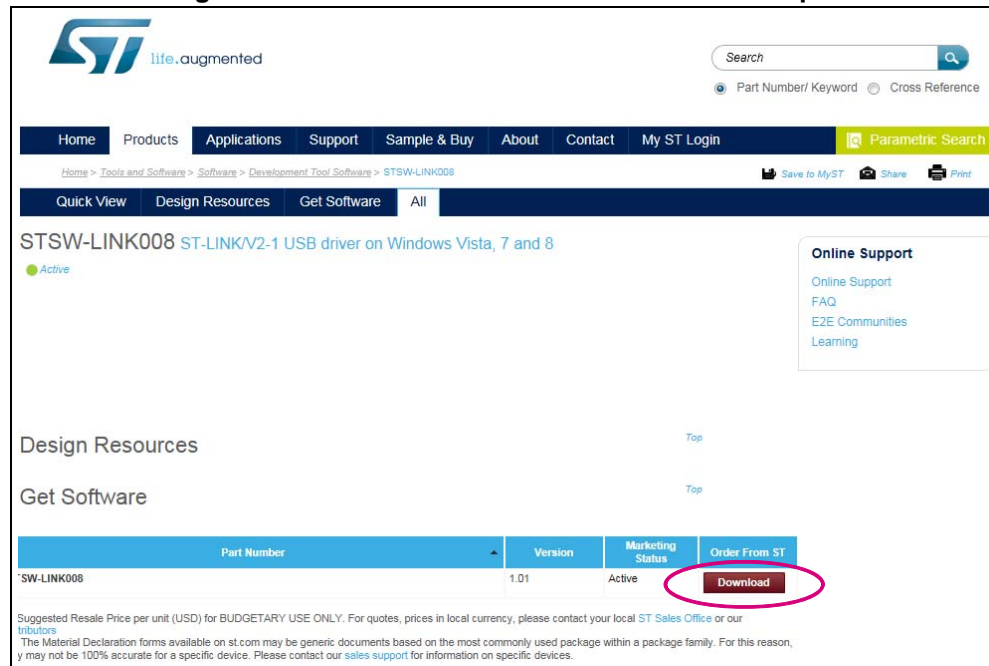 ST life.augmented
Search
Part Number/ Keyword Cross Reference
Home Products Applications Support Sample & Buy About Contact My ST Login Parametric Search
Home > Tools and Software > Software > Development Tool Software > STSW-LINK008 Save to MyST Share Print
Quick View Design Resources Get Software All
STSW-LINK008 ST-LINK/V2-1 USB driver on Windows Vista, 7 and 8
Active
Online Support
Online Support
FAQ
E2E Communities
Learning
Design Resources Top
Get Software Top
Part Number Version Marketing Status Order From ST
SW-LINK008 1.01 Active Download
Suggested Resale Price per unit (USD) for BUDGETARY USE ONLY. For quotes, prices in local currency, please contact your local ST Sales Office or our
tributors
The Material Declaration forms available on st.com may be generic documents based on the most commonly used package within a package family. For this reason,
y may not be 100% accurate for a specific device. Please contact our sales support for information on specific devices.